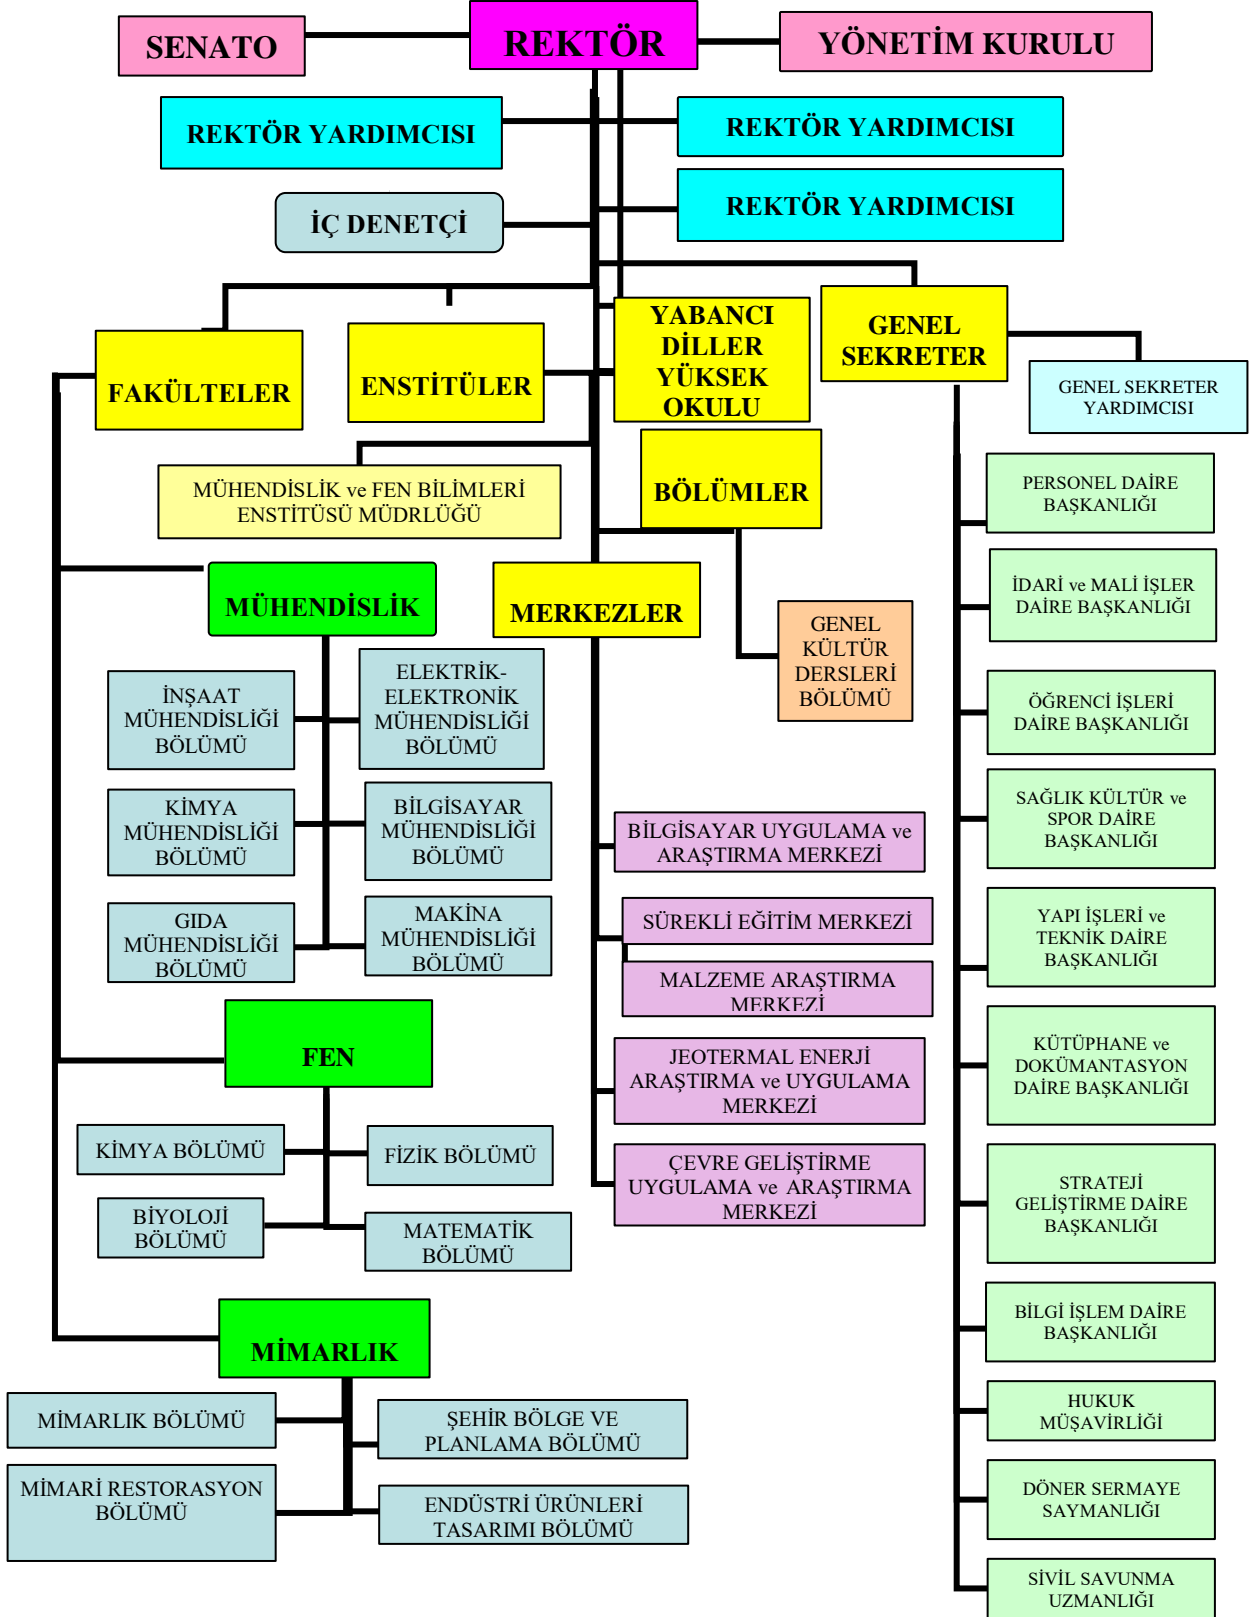 SENATO
REKTÖR
YÖNETİM KURULU
REKTÖR YARDIMCISI
REKTÖR YARDIMCISI
İÇ DENETÇİ
REKTÖR YARDIMCISI
FAKÜLTELER
ENSTİTÜLER
YABANCI
DİLLER
YÜKSEK
OKULU
GENEL
SEKRETER
GENEL SEKRETER
YARDIMCISI
MÜHENDİSLİK ve FEN BİLİMLERİ
ENSTİTÜSÜ MÜDRLÜĞÜ
BÖLÜMLER
PERSONEL DAİRE
BAŞKANLIĞI
MÜHENDİSLİK
MERKEZLER
GENEL
KÜLTÜR
DERSLERİ
BÖLÜMÜ
İDARİ ve MALİ İŞLER
DAİRE BAŞKANLIĞI
İNŞAAT
MÜHENDİSLİĞİ
BÖLÜMÜ
ELEKTRİK-
ELEKTRONİK
MÜHENDİSLİĞİ
BÖLÜMÜ
ÖĞRENCİ İŞLERİ
DAİRE BAŞKANLIĞI
KİMYA
MÜHENDİSLİĞİ
BÖLÜMÜ
BİLGİSAYAR
MÜHENDİSLİĞİ
BÖLÜMÜ
BİLGİSAYAR UYGULAMA ve
ARAŞTIRMA MERKEZİ
SAĞLIK KÜLTÜR ve
SPOR DAİRE
BAŞKANLIĞI
GIDA
MÜHENDİSLİĞİ
BÖLÜMÜ
MAKİNA
MÜHENDİSLİĞİ
BÖLÜMÜ
SÜREKLİ EĞİTİM MERKEZİ
MALZEME ARAŞTIRMA
MERKEZİ
YAPI İŞLERİ ve
TEKNİK DAİRE
BAŞKANLIĞI
FEN
JEOTERMAL ENERJİ
ARAŞTIRMA ve UYGULAMA
MERKEZİ
KÜTÜPHANE ve
DOKÜMANTASYON
DAİRE BAŞKANLIĞI
KİMYA BÖLÜMÜ
FİZİK BÖLÜMÜ
ÇEVRE GELİŞTİRME
UYGULAMA ve ARAŞTIRMA
MERKEZİ
STRATEJİ
GELİŞTİRME DAİRE
BAŞKANLIĞI
BİYOLOJİ
BÖLÜMÜ
MATEMATİK
BÖLÜMÜ
MİMARLIK
BİLGİ İŞLEM DAİRE
BAŞKANLIĞI
MİMARLIK BÖLÜMÜ
ŞEHİR BÖLGE VE
PLANLAMA BÖLÜMÜ
HUKUK
MÜŞAVİRLİĞİ
MİMARİ RESTORASYON
BÖLÜMÜ
ENDÜSTRİ ÜRÜNLERİ
TASARIMI BÖLÜMÜ
DÖNER SERMAYE
SAYMANLIĞI
SİVİL SAVUNMA
UZMANLIĞI